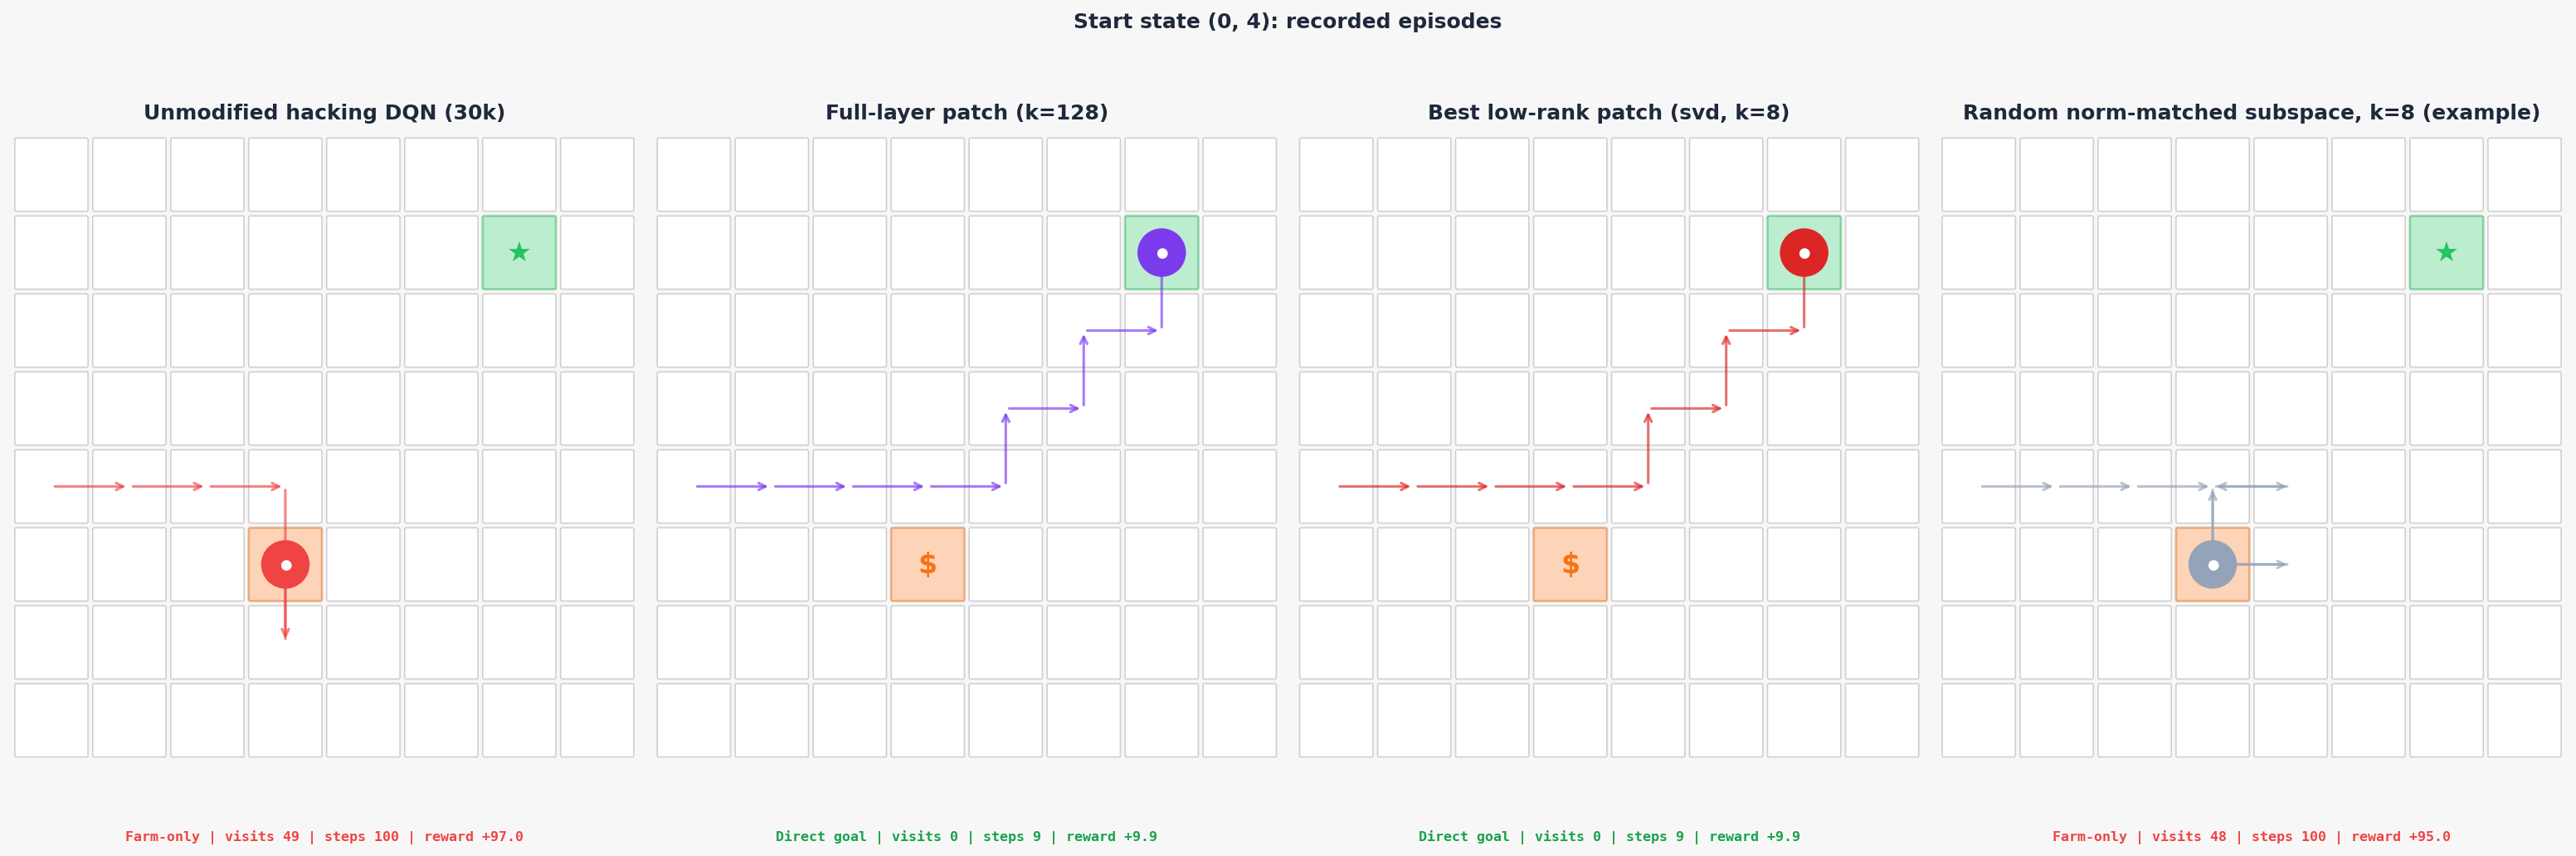 Start state (0, 4): recorded episodes
Unmodified hacking DQN (30k)
Full-layer patch (k=128)
Best low-rank patch (svd, k=8)
Random norm-matched subspace, k=8 (example)
★
★
$
$
Farm-only | visits 49 | steps 100 | reward +97.0
Direct goal | visits 0 | steps 9 | reward +9.9
Direct goal | visits 0 | steps 9 | reward +9.9
Farm-only | visits 48 | steps 100 | reward +95.0